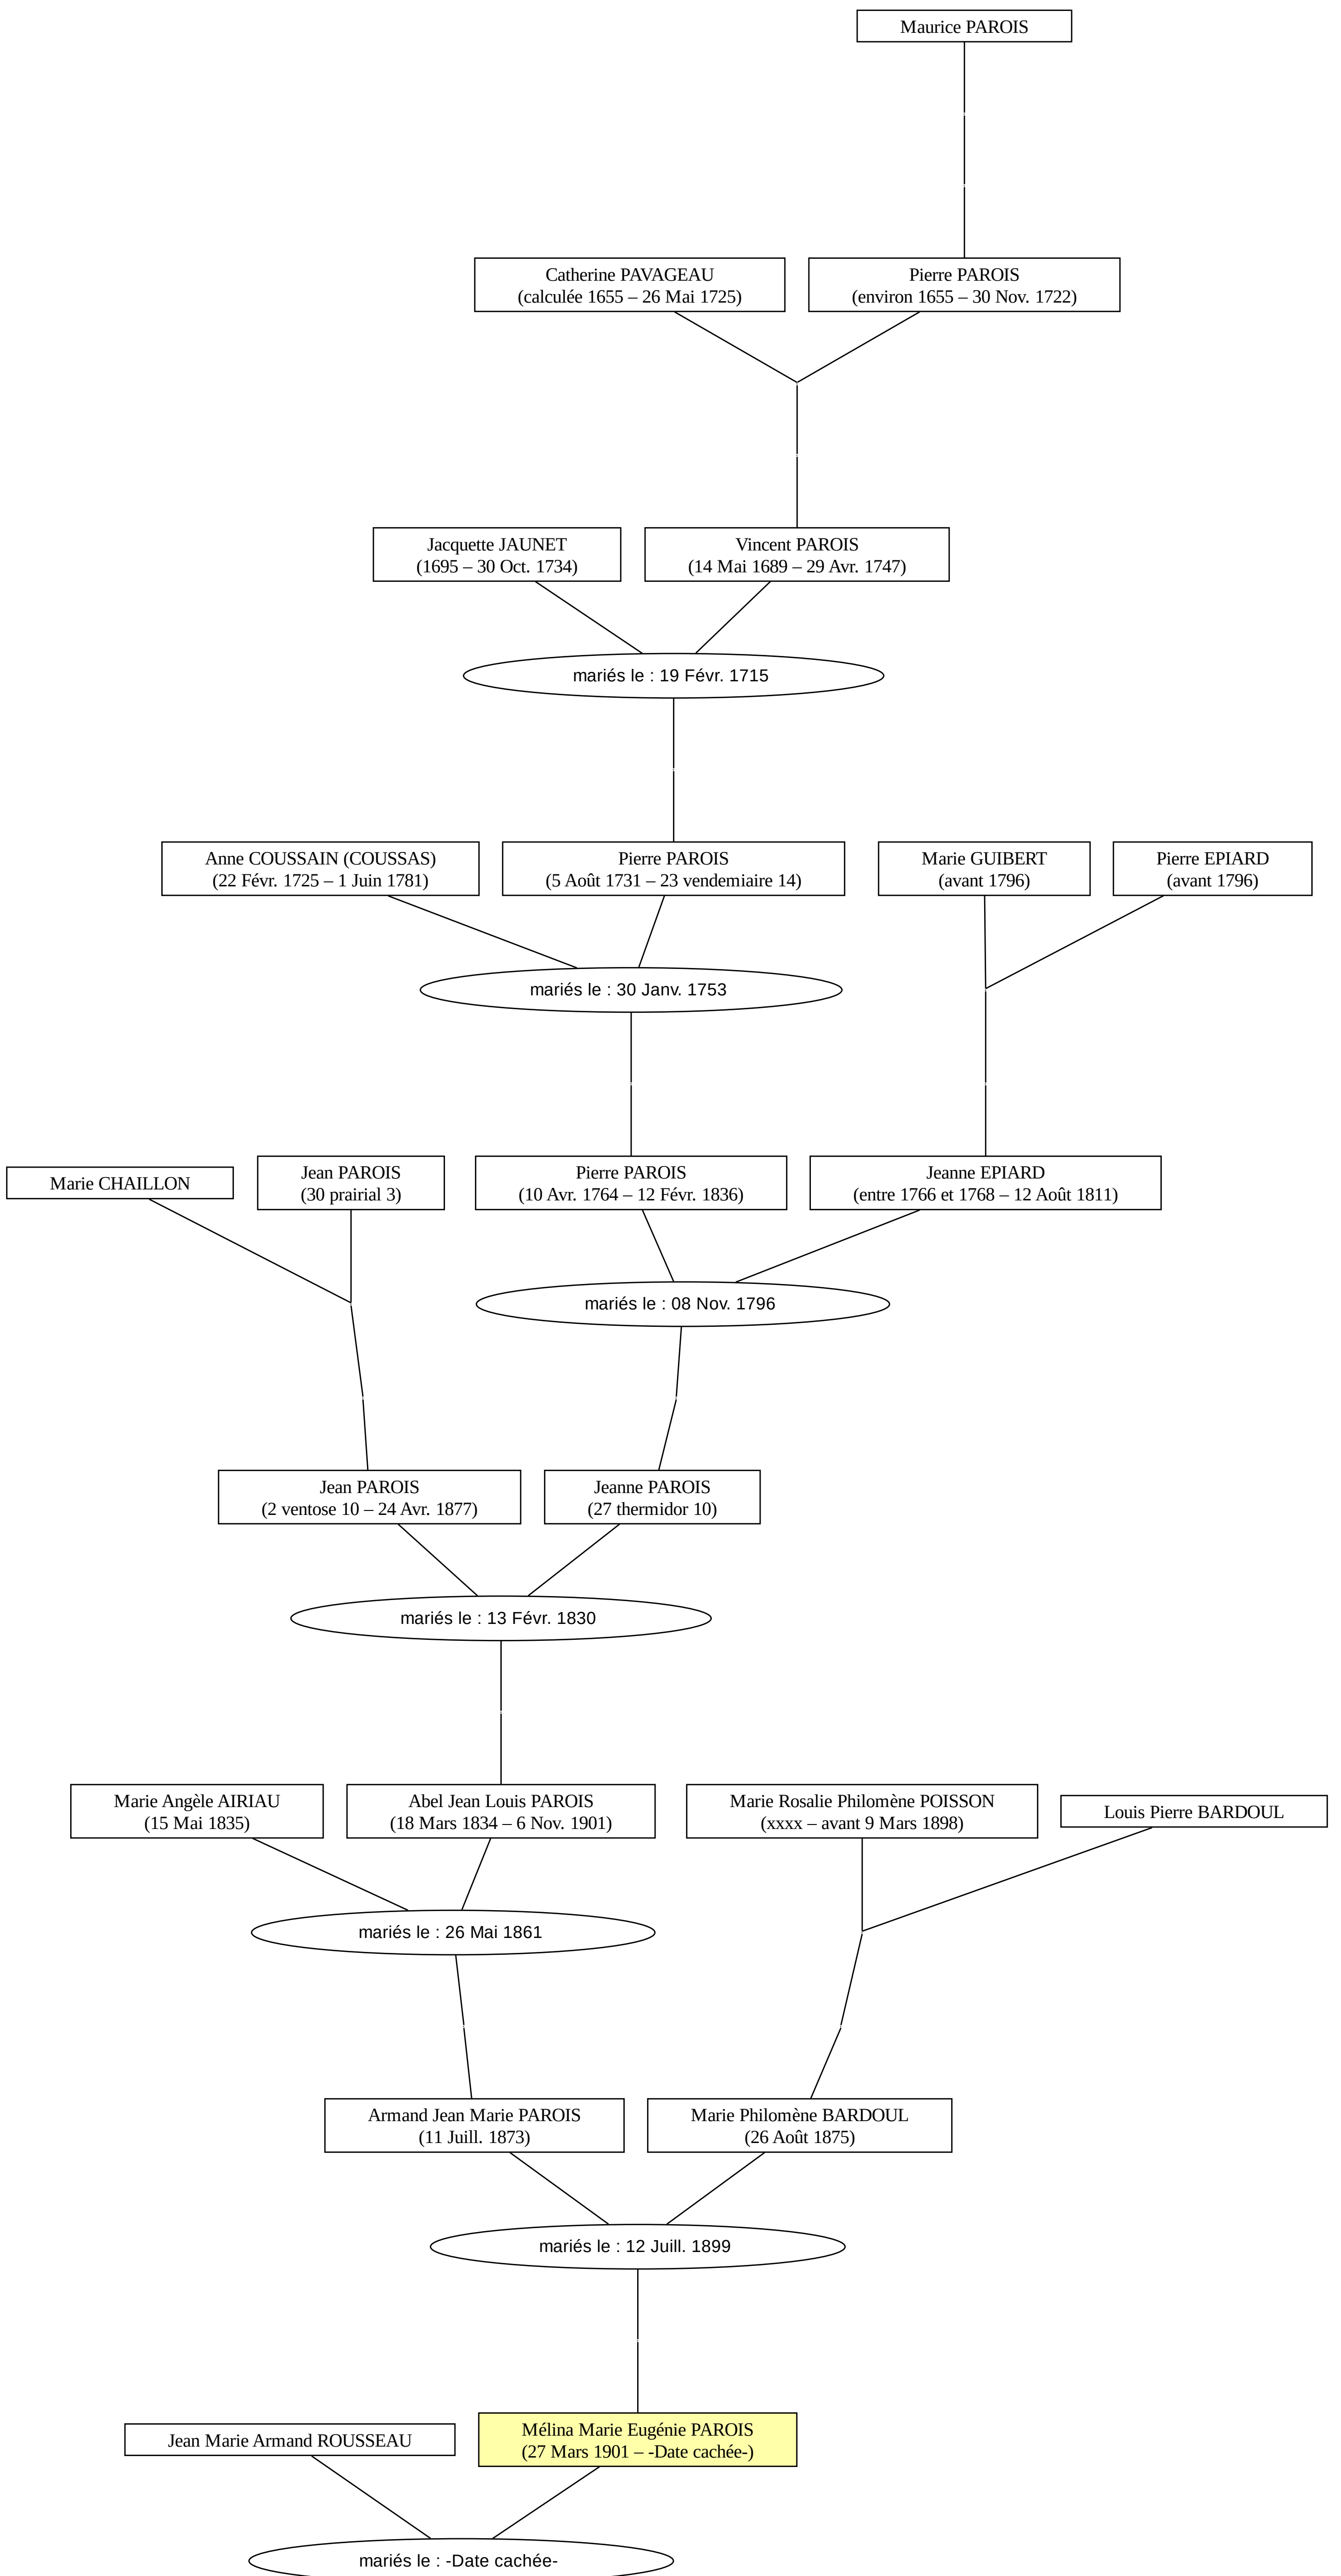 Maurice PAROIS
Catherine PAVAGEAU
(calculée 1655 – 26 Mai 1725)
Pierre PAROIS
(environ 1655 – 30 Nov. 1722)
Jacquette JAUNET
(1695 – 30 Oct. 1734)
Vincent PAROIS
(14 Mai 1689 – 29 Avr. 1747)
mariés le : 19 Févr. 1715
Anne COUSSAIN (COUSSAS)
(22 Févr. 1725 – 1 Juin 1781)
Pierre PAROIS
(5 Août 1731 – 23 vendemiaire 14)
Marie GUIBERT
(avant 1796)
Pierre EPIARD
(avant 1796)
mariés le : 30 Janv. 1753
Marie CHAILLON
Jean PAROIS
(30 prairial 3)
Pierre PAROIS
(10 Avr. 1764 – 12 Févr. 1836)
Jeanne EPIARD
(entre 1766 et 1768 – 12 Août 1811)
mariés le : 08 Nov. 1796
Jean PAROIS
(2 ventose 10 – 24 Avr. 1877)
Jeanne PAROIS
(27 thermidor 10)
mariés le : 13 Févr. 1830
Marie Angèle AIRIAU
(15 Mai 1835)
Abel Jean Louis PAROIS
(18 Mars 1834 – 6 Nov. 1901)
Marie Rosalie Philomène POISSON
(xxxx – avant 9 Mars 1898)
Louis Pierre BARDOUL
mariés le : 26 Mai 1861
Armand Jean Marie PAROIS
(11 Juill. 1873)
Marie Philomène BARDOUL
(26 Août 1875)
mariés le : 12 Juill. 1899
Jean Marie Armand ROUSSEAU
Mélina Marie Eugénie PAROIS
(27 Mars 1901 – -Date cachée-)
mariés le : -Date cachée-